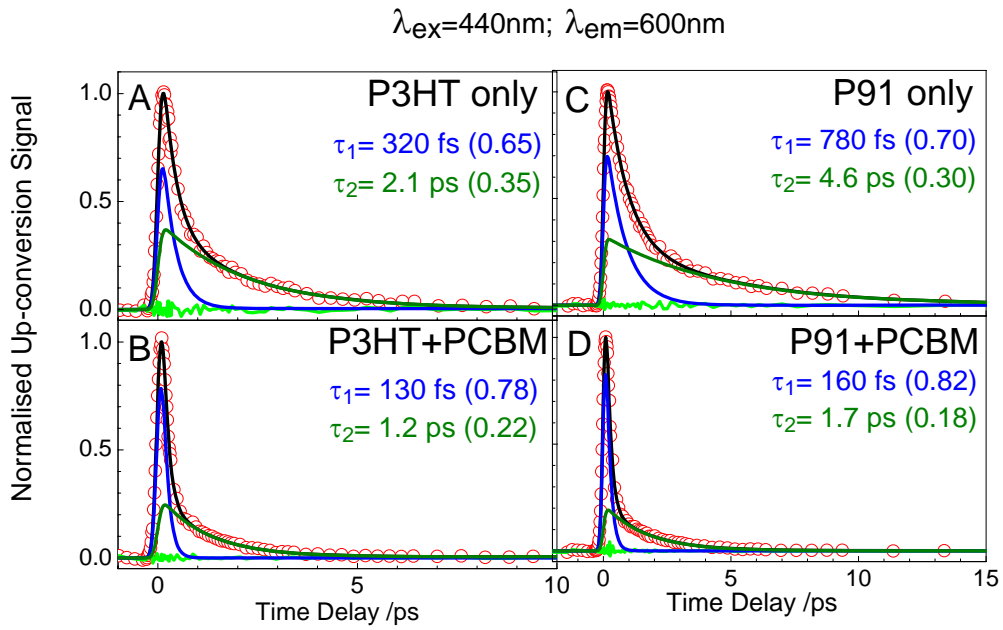 λex=440nm; λem=600nm
Normalised Up-conversion Signal
A
P3HT only
τ1= 320 fs (0.65)
τ2= 2.1 ps (0.35)
1.0
0.5
0.0
C
P91 only
τ1= 780 fs (0.70)
τ2= 4.6 ps (0.30)
B
P3HT+PCBM
τ1= 130 fs (0.78)
τ2= 1.2 ps (0.22)
1.0
0.5
0.0
0 5 10
Time Delay /ps
D
P91+PCBM
τ1= 160 fs (0.82)
τ2= 1.7 ps (0.18)
0 5 10 15
Time Delay /ps